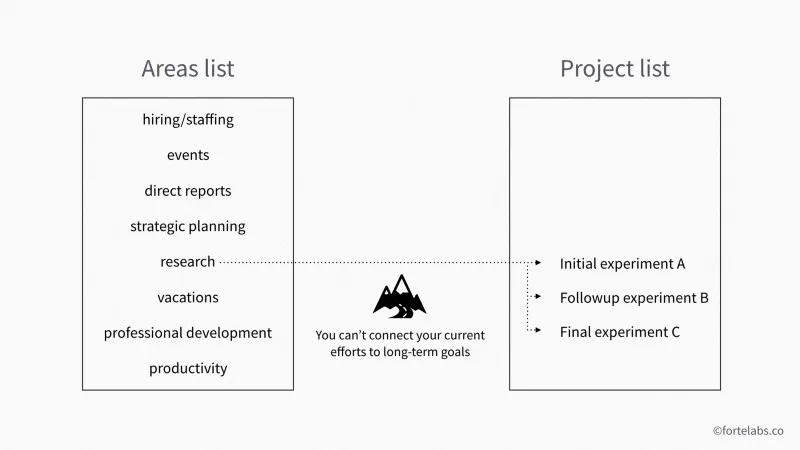 Areas list
hiring/staffing
events
direct reports
strategic planning
research
vacations
professional development
productivity
You can’t connect your current
efforts to long-term goals
Project list
Initial experiment A
Followup experiment B
Final experiment C
©fortelabs.co